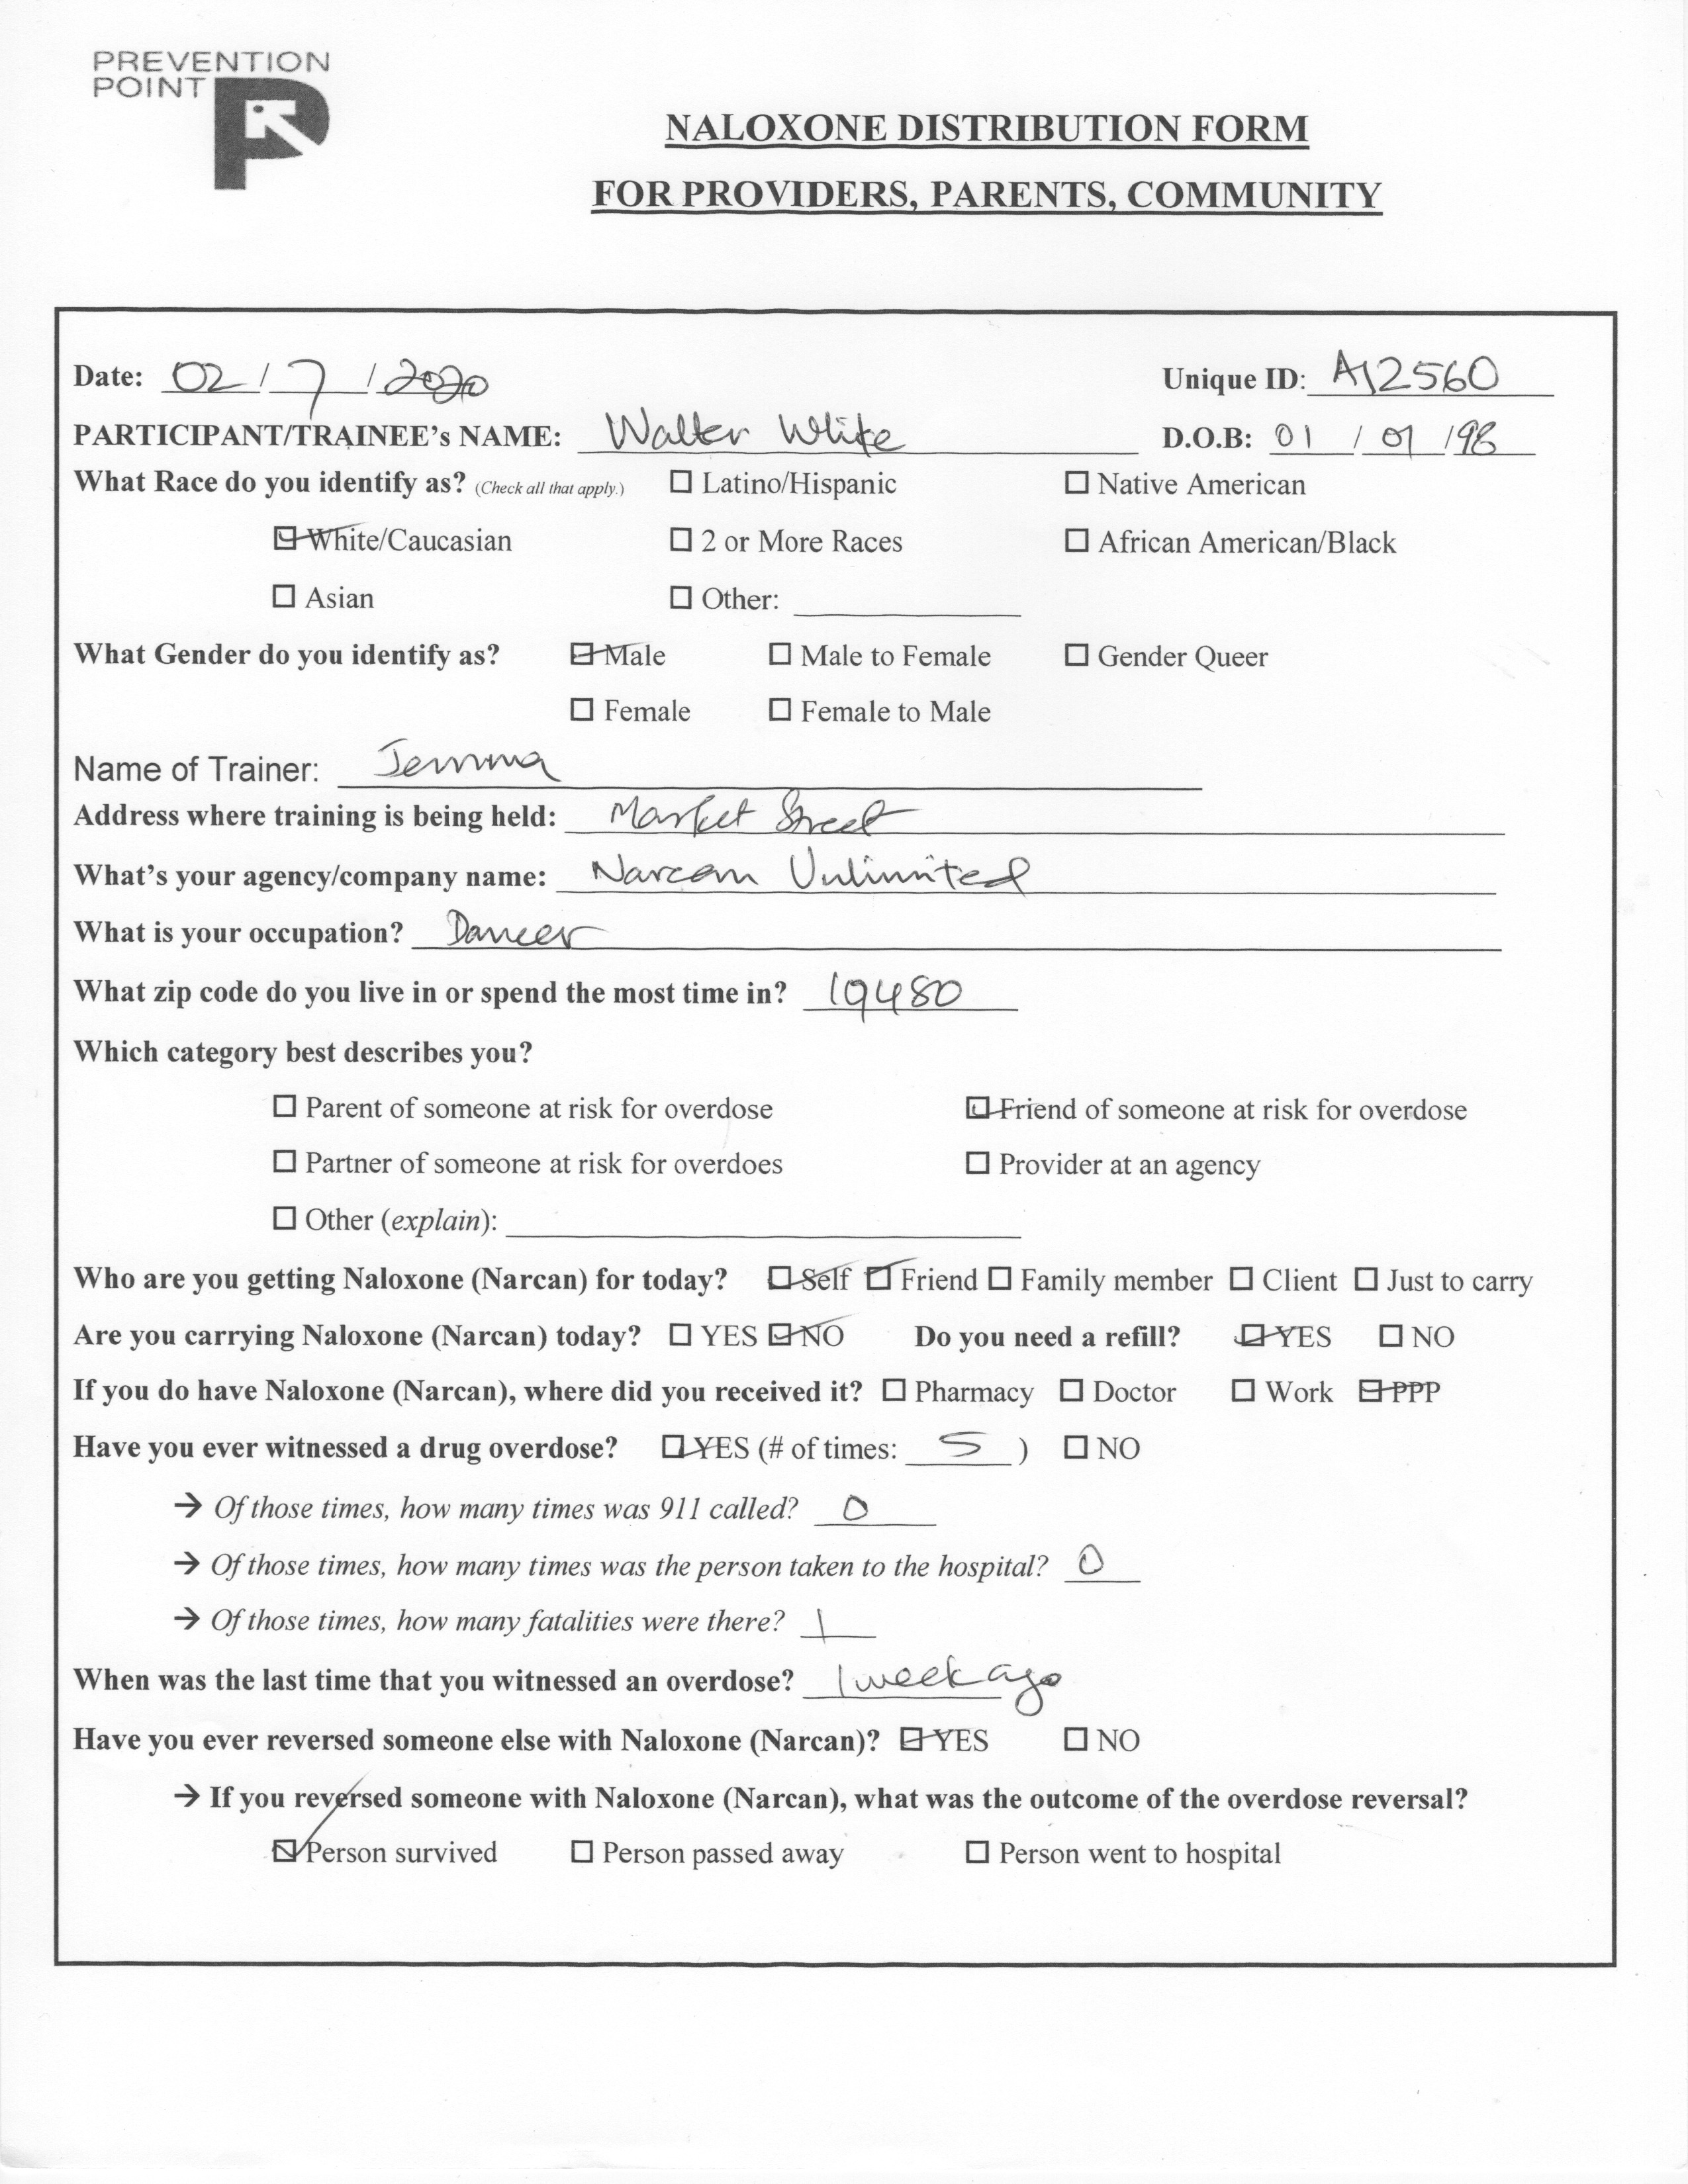 PREVENTION
POINT
NALOXONE DISTRIBUTION FORM
FOR PROVIDERS, PARENTS, COMMUNITY
Date: 02 / 7 / 2020 Unique ID: A12560
PARTICIPANT/TRAINEE's NAME: Walter White D.O.B: 01 / 01 / 98
What Race do you identify as? (Check all that apply.) ☐ Latino/Hispanic ☐ Native American
☑ White/Caucasian ☐ 2 or More Races ☐ African American/Black
☐ Asian ☐ Other:
What Gender do you identify as? ☑ Male ☐ Male to Female ☐ Gender Queer
☐ Female ☐ Female to Male
Name of Trainer: Jemma
Address where training is being held: Market Street
What's your agency/company name: Narcan Unlimited
What is your occupation? Dancer
What zip code do you live in or spend the most time in? 19480
Which category best describes you?
☐ Parent of someone at risk for overdose ☑ Friend of someone at risk for overdose
☐ Partner of someone at risk for overdoes ☐ Provider at an agency
☐ Other (explain):
Who are you getting Naloxone (Narcan) for today? ☑ Self ☑ Friend ☐ Family member ☐ Client ☐ Just to carry
Are you carrying Naloxone (Narcan) today? ☐ YES ☑ NO Do you need a refill? ☑ YES ☐ NO
If you do have Naloxone (Narcan), where did you received it? ☐ Pharmacy ☐ Doctor ☐ Work ☑ PPP
Have you ever witnessed a drug overdose? ☑ YES (# of times: 5 ) ☐ NO
→ Of those times, how many times was 911 called? 0
→ Of those times, how many times was the person taken to the hospital? 0
→ Of those times, how many fatalities were there? 1
When was the last time that you witnessed an overdose? 1 week ago
Have you ever reversed someone else with Naloxone (Narcan)? ☑ YES ☐ NO
→ If you reversed someone with Naloxone (Narcan), what was the outcome of the overdose reversal?
☑ Person survived ☐ Person passed away ☐ Person went to hospital